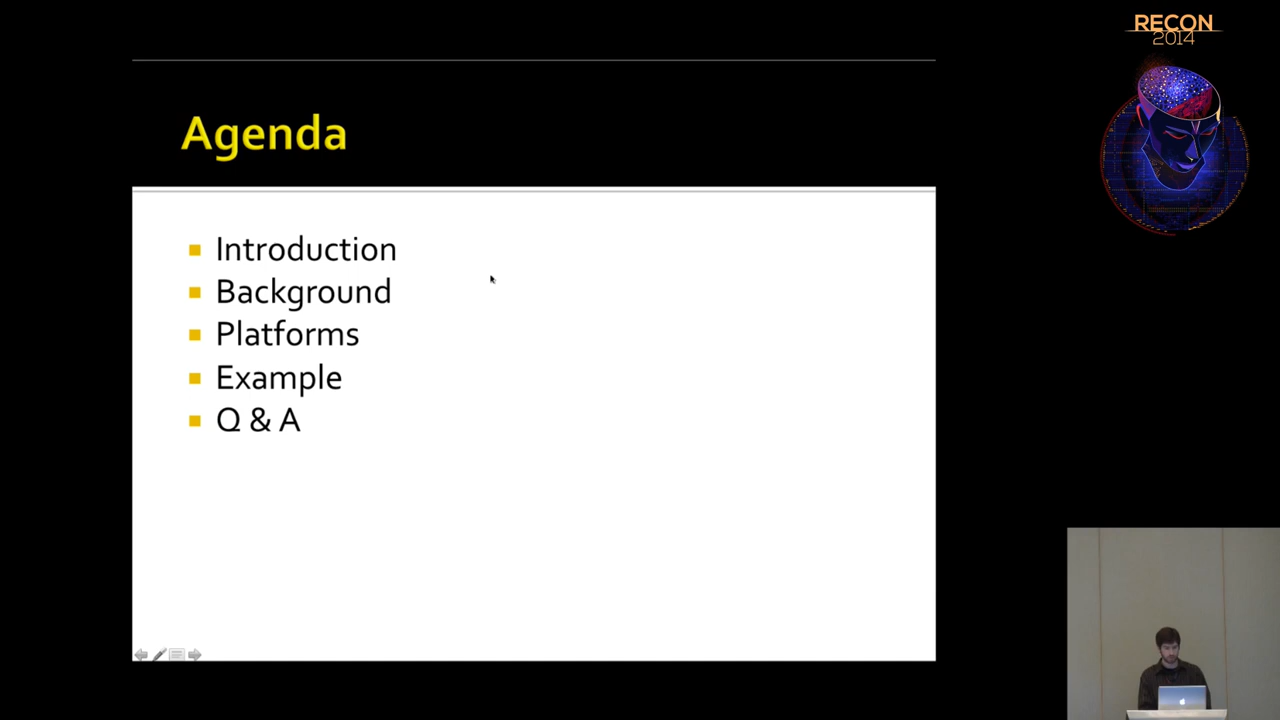 RECON
2014
Agenda
Introduction
Background
Platforms
Example
Q & A